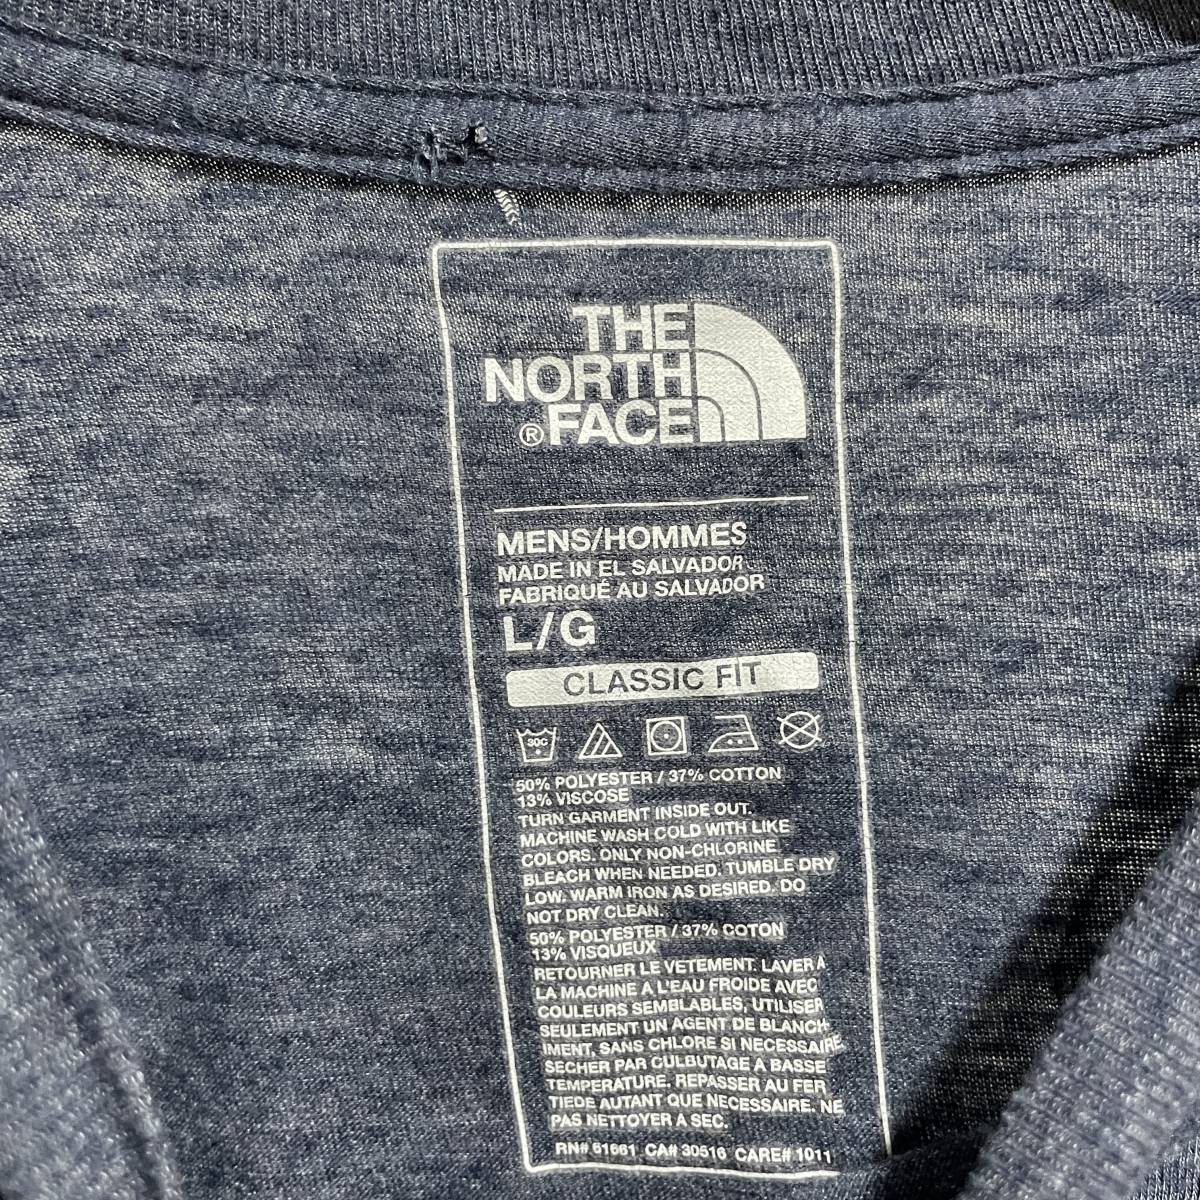 THE
NORTH
® FACE
MENS/HOMMES
MADE IN EL SALVADOR
FABRIQUÉ AU SALVADOR
L/G
CLASSIC FIT
50% POLYESTER / 37% COTTON
13% VISCOSE
TURN GARMENT INSIDE OUT.
MACHINE WASH COLD WITH LIKE
COLORS. ONLY NON-CHLORINE
BLEACH WHEN NEEDED. TUMBLE DRY
LOW. WARM IRON AS DESIRED. DO
NOT DRY CLEAN.
50% POLYESTER / 37% COTON
13% VISQUEUX
RETOURNER LE VETEMENT. LAVER A
LA MACHINE A L'EAU FROIDE AVEC
COULEURS SEMBLABLES, UTILISER
SEULEMENT UN AGENT DE BLANCH-
IMENT, SANS CHLORE SI NECESSAIRE.
SECHER PAR CULBUTAGE A BASSE
TEMPERATURE. REPASSER AU FER
TIEDE AUTANT QUE NECESSAIRE. NE
PAS NETTOYER A SEC.
RN# 61661 CA# 30516 CARE# 1011